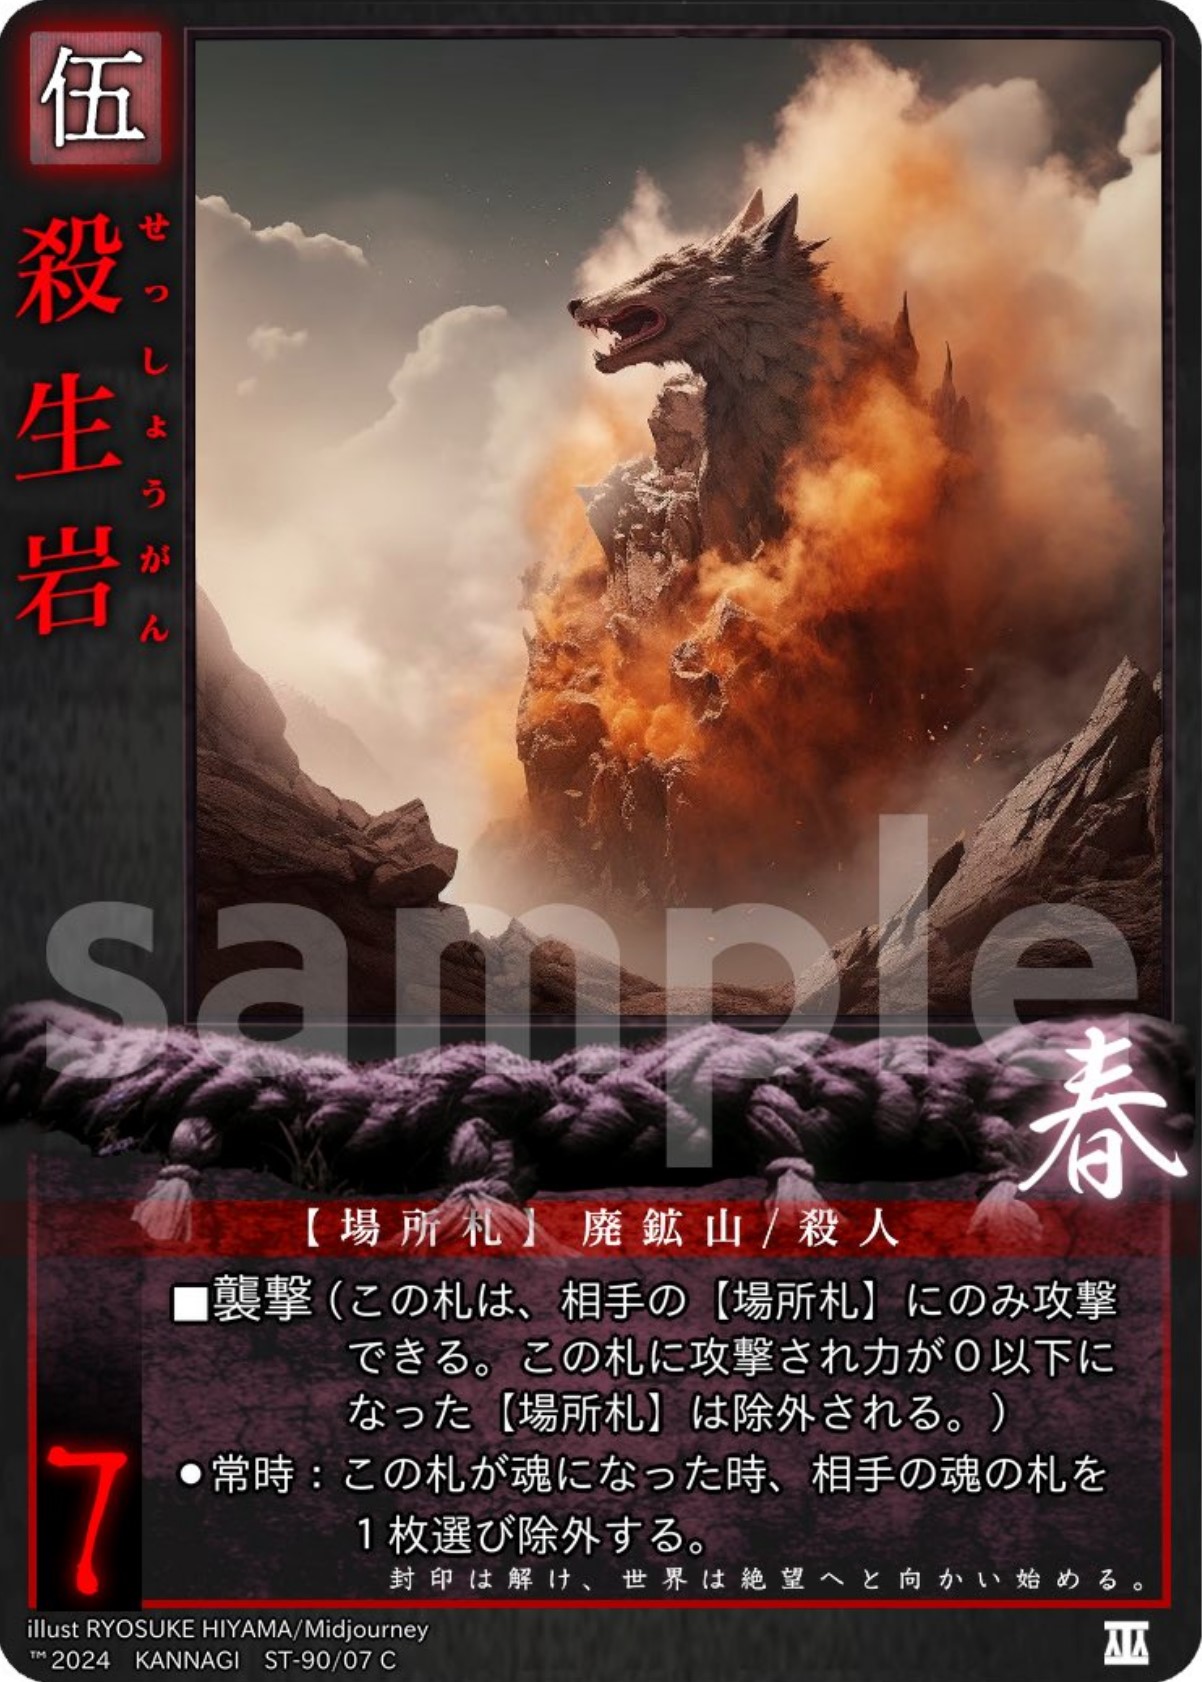 伍
殺生岩
せっしょうがん
sample
春
【場所札】廃鉱山/殺人
■襲撃(この札は、相手の【場所札】にのみ攻撃
できる。この札に攻撃され力が0以下に
なった【場所札】は除外される。)
●常時:この札が魂になった時、相手の魂の札を
1枚選び除外する。
封印は解け、世界は絶望へと向かい始める。
7
illust RYOSUKE HIYAMA/Midjourney
™2024 KANNAGI ST-90/07 C
巫